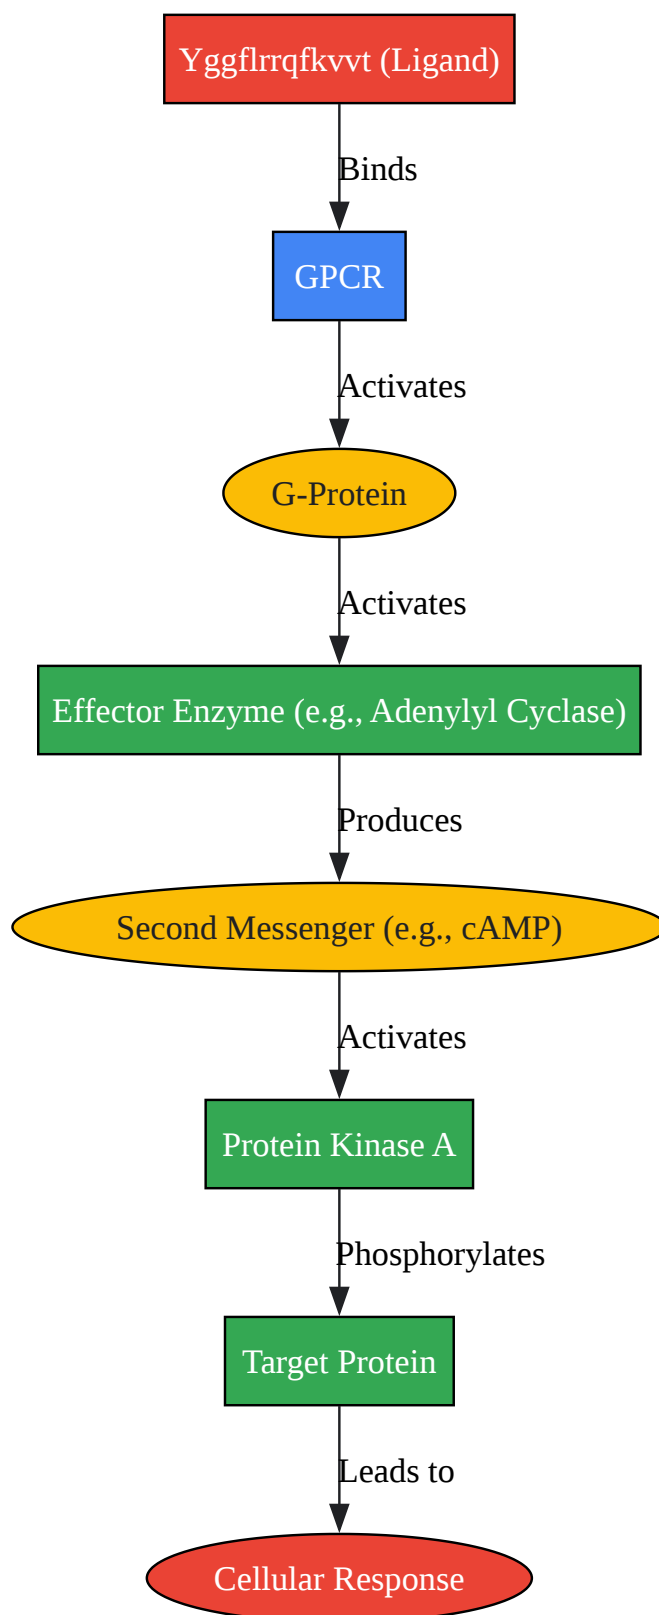 Yggflrrqfkvvt (Ligand)
Binds
GPCR
Activates
G-Protein
Activates
Effector Enzyme (e.g., Adenylyl Cyclase)
Produces
Second Messenger (e.g., cAMP)
Activates
Protein Kinase A
Phosphorylates
Target Protein
Leads to
Cellular Response